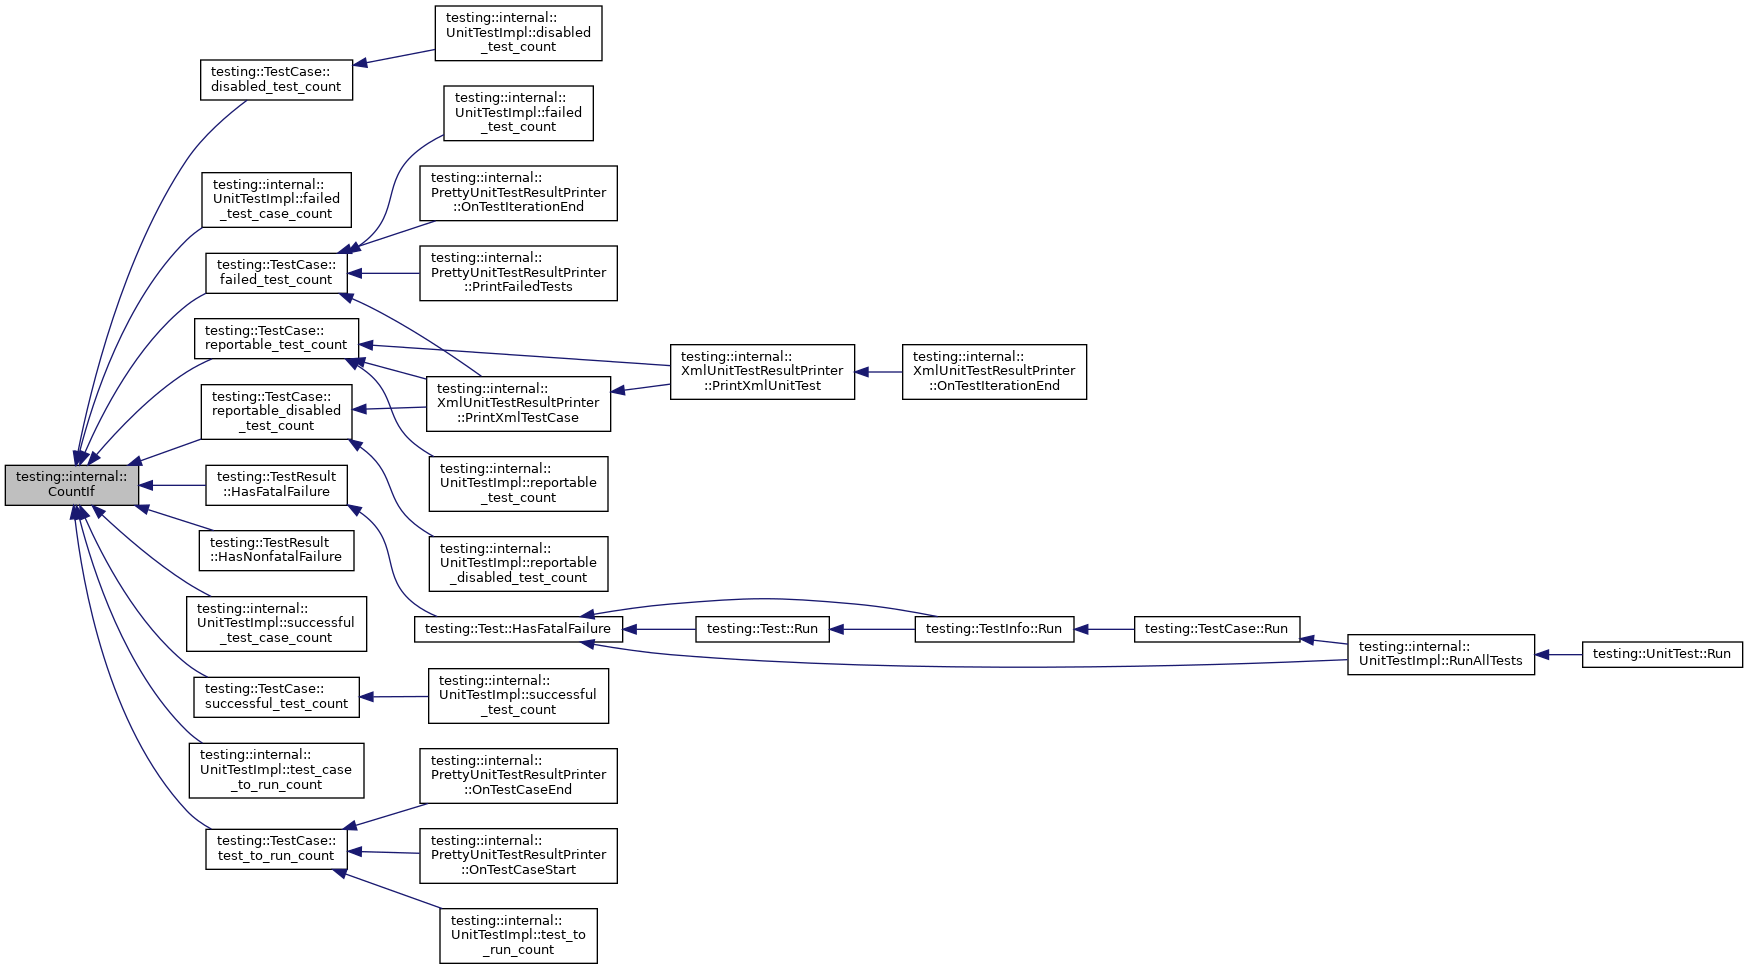 testing::internal::
UnitTestImpl::disabled
_test_count
testing::TestCase::
disabled_test_count
testing::internal::
UnitTestImpl::failed
_test_count
testing::internal::
PrettyUnitTestResultPrinter
::OnTestIterationEnd
testing::internal::
UnitTestImpl::failed
_test_case_count
testing::TestCase::
failed_test_count
testing::internal::
PrettyUnitTestResultPrinter
::PrintFailedTests
testing::TestCase::
reportable_test_count
testing::internal::
XmlUnitTestResultPrinter
::PrintXmlUnitTest
testing::internal::
XmlUnitTestResultPrinter
::OnTestIterationEnd
testing::TestCase::
reportable_disabled
_test_count
testing::internal::
XmlUnitTestResultPrinter
::PrintXmlTestCase
testing::internal::
CountIf
testing::TestResult
::HasFatalFailure
testing::internal::
UnitTestImpl::reportable
_test_count
testing::TestResult
::HasNonfatalFailure
testing::internal::
UnitTestImpl::reportable
_disabled_test_count
testing::internal::
UnitTestImpl::successful
_test_case_count
testing::Test::HasFatalFailure
testing::Test::Run
testing::TestInfo::Run
testing::TestCase::Run
testing::internal::
UnitTestImpl::RunAllTests
testing::UnitTest::Run
testing::TestCase::
successful_test_count
testing::internal::
UnitTestImpl::successful
_test_count
testing::internal::
UnitTestImpl::test_case
_to_run_count
testing::internal::
PrettyUnitTestResultPrinter
::OnTestCaseEnd
testing::TestCase::
test_to_run_count
testing::internal::
PrettyUnitTestResultPrinter
::OnTestCaseStart
testing::internal::
UnitTestImpl::test_to
_run_count